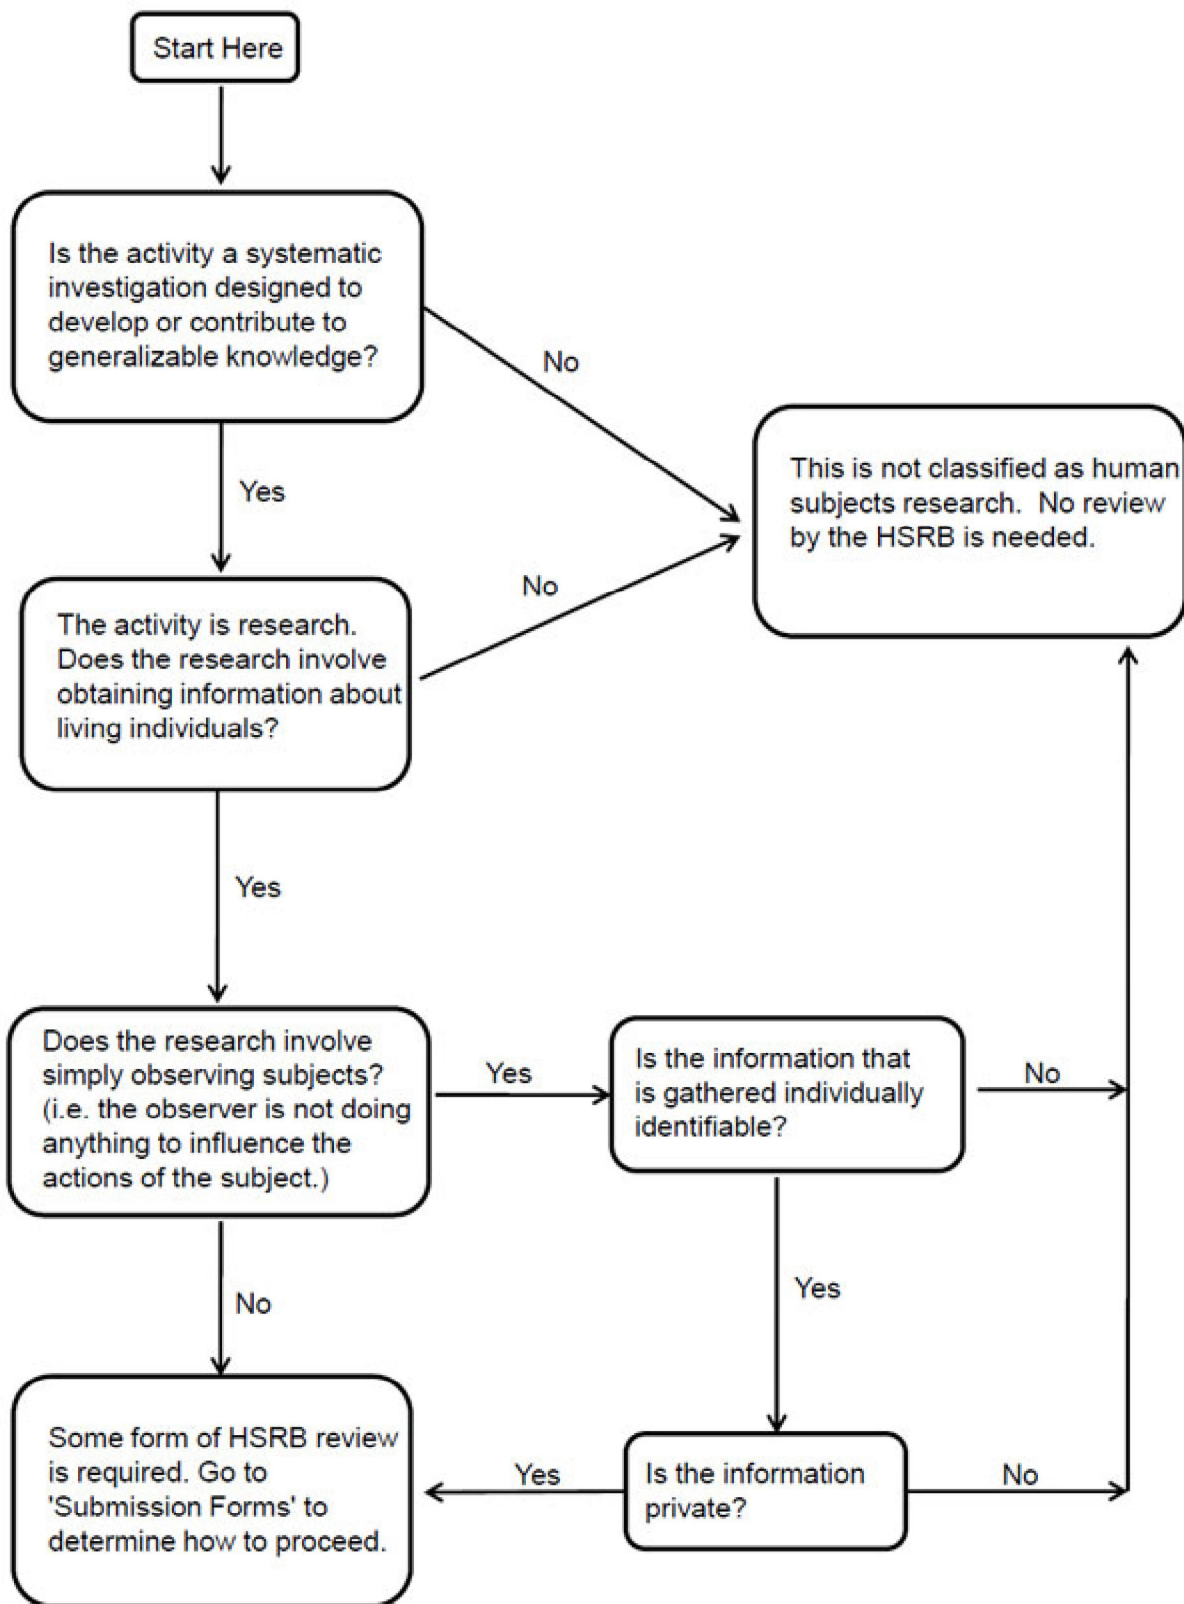 Start Here
Is the activity a systematic
investigation designed to
develop or contribute to
generalizable knowledge?
No
Yes
This is not classified as human
subjects research.  No review
by the HSRB is needed.
The activity is research.
Does the research involve
obtaining information about
living individuals?
No
Yes
Does the research involve
simply observing subjects?
(i.e. the observer is not doing
anything to influence the
actions of the subject.)
Yes
Is the information that
is gathered individually
identifiable?
No
No
Yes
Some form of HSRB review
is required. Go to
'Submission Forms' to
determine how to proceed.
Yes
Is the information
private?
No